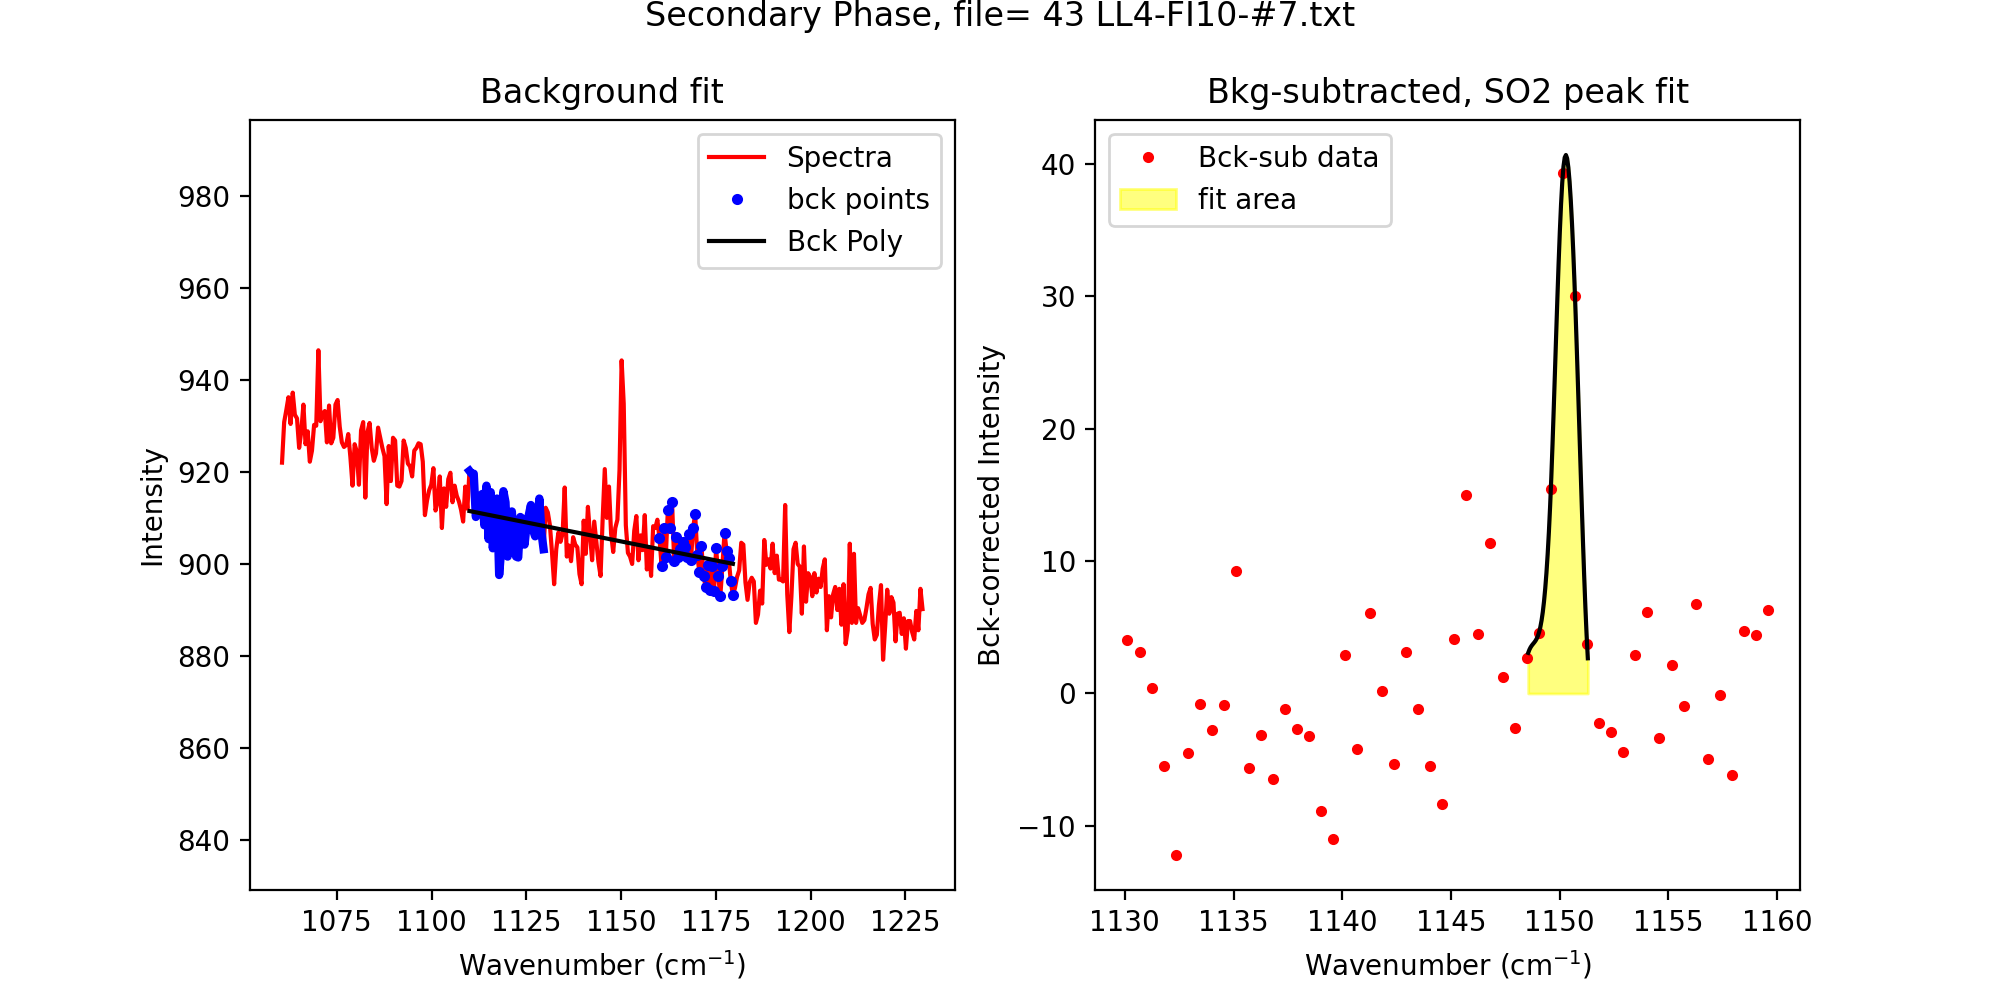 Secondary Phase, file= 43 LL4-FI10-#7.txt
Background fit
Spectra
bck points
Bck Poly
Intensity
980
960
940
920
900
880
860
840
1075 1100 1125 1150 1175 1200 1225
Wavenumber (cm⁻¹)
Bkg-subtracted, SO2 peak fit
Bck-sub data
fit area
Bck-corrected Intensity
40
30
20
10
0
−10
1130 1135 1140 1145 1150 1155 1160
Wavenumber (cm⁻¹)